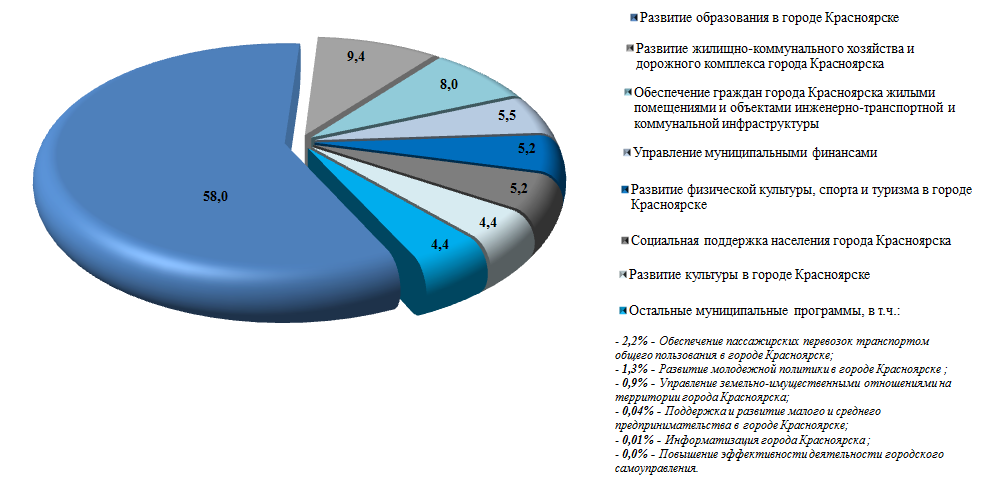 9,4
8,0
5,5
5,2
5,2
4,4
4,4
58,0
Развитие образования в городе Красноярске
Развитие жилищно-коммунального хозяйства и
дорожного комплекса города Красноярска
Обеспечение граждан города Красноярска жилыми
помещениями и объектами инженерно-транспортной и
коммунальной инфраструктуры
Управление муниципальными финансами
Развитие физической культуры, спорта и туризма в городе
Красноярске
Социальная поддержка населения города Красноярска
Развитие культуры в городе Красноярске
Остальные муниципальные программы, в т.ч.:
- 2,2% - Обеспечение пассажирских перевозок транспортом
общего пользования в городе Красноярске;
- 1,3% - Развитие молодежной политики в городе Красноярске ;
- 0,9% - Управление земельно-имущественными отношениями на
территории города Красноярска;
- 0,04% - Поддержка и развитие малого и среднего
предпринимательства в городе Красноярске;
- 0,01% - Информатизация города Красноярска ;
- 0,0% - Повышение эффективности деятельности городского
самоуправления.